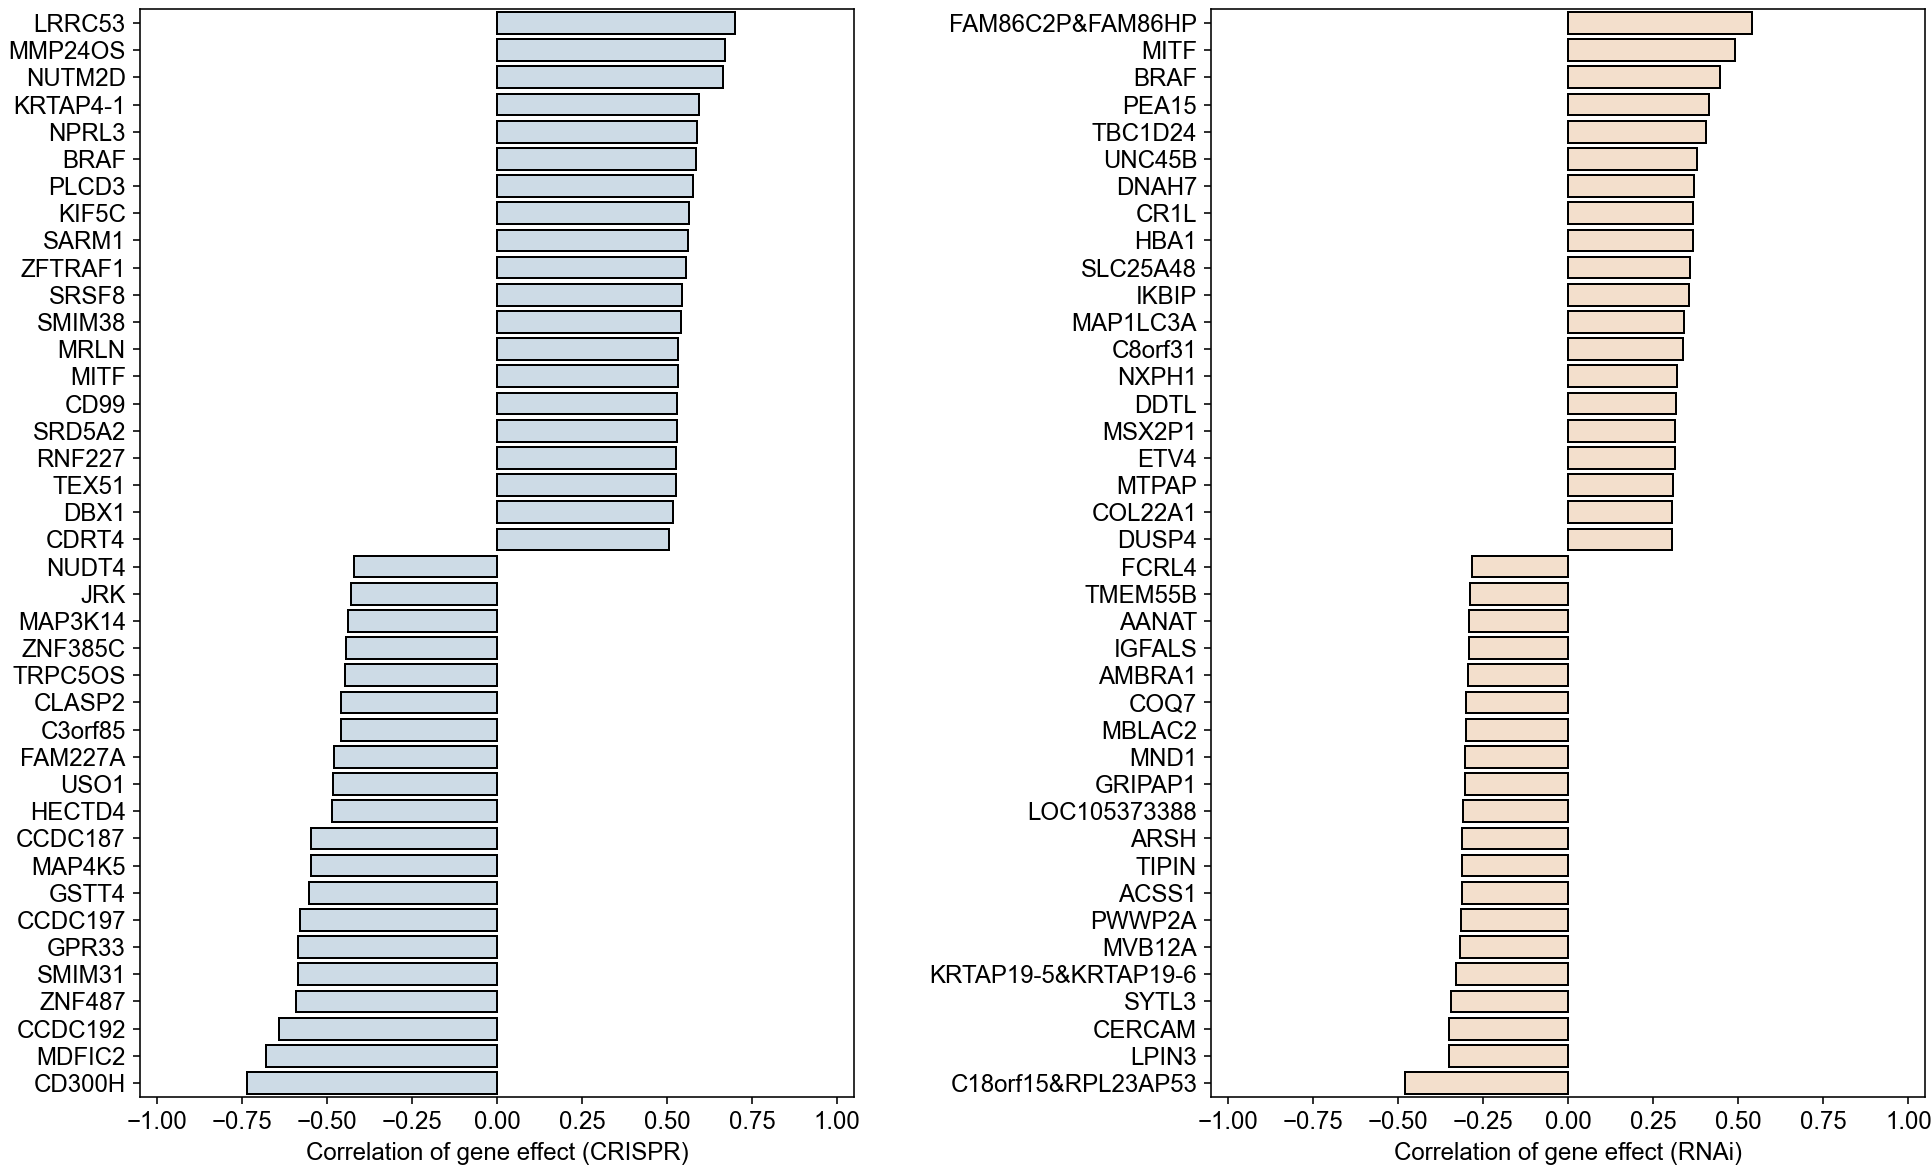 LRRC53
MMP24OS
NUTM2D
KRTAP4-1
NPRL3
BRAF
PLCD3
KIF5C
SARM1
ZFTRAF1
SRSF8
SMIM38
MRLN
MITF
CD99
SRD5A2
RNF227
TEX51
DBX1
CDRT4
NUDT4
JRK
MAP3K14
ZNF385C
TRPC5OS
CLASP2
C3orf85
FAM227A
USO1
HECTD4
CCDC187
MAP4K5
GSTT4
CCDC197
GPR33
SMIM31
ZNF487
CCDC192
MDFIC2
CD300H
−1.00 −0.75 −0.50 −0.25 0.00 0.25 0.50 0.75 1.00
Correlation of gene effect (CRISPR)
FAM86C2P&FAM86HP
MITF
BRAF
PEA15
TBC1D24
UNC45B
DNAH7
CR1L
HBA1
SLC25A48
IKBIP
MAP1LC3A
C8orf31
NXPH1
DDTL
MSX2P1
ETV4
MTPAP
COL22A1
DUSP4
FCRL4
TMEM55B
AANAT
IGFALS
AMBRA1
COQ7
MBLAC2
MND1
GRIPAP1
LOC105373388
ARSH
TIPIN
ACSS1
PWWP2A
MVB12A
KRTAP19-5&KRTAP19-6
SYTL3
CERCAM
LPIN3
C18orf15&RPL23AP53
−1.00 −0.75 −0.50 −0.25 0.00 0.25 0.50 0.75 1.00
Correlation of gene effect (RNAi)